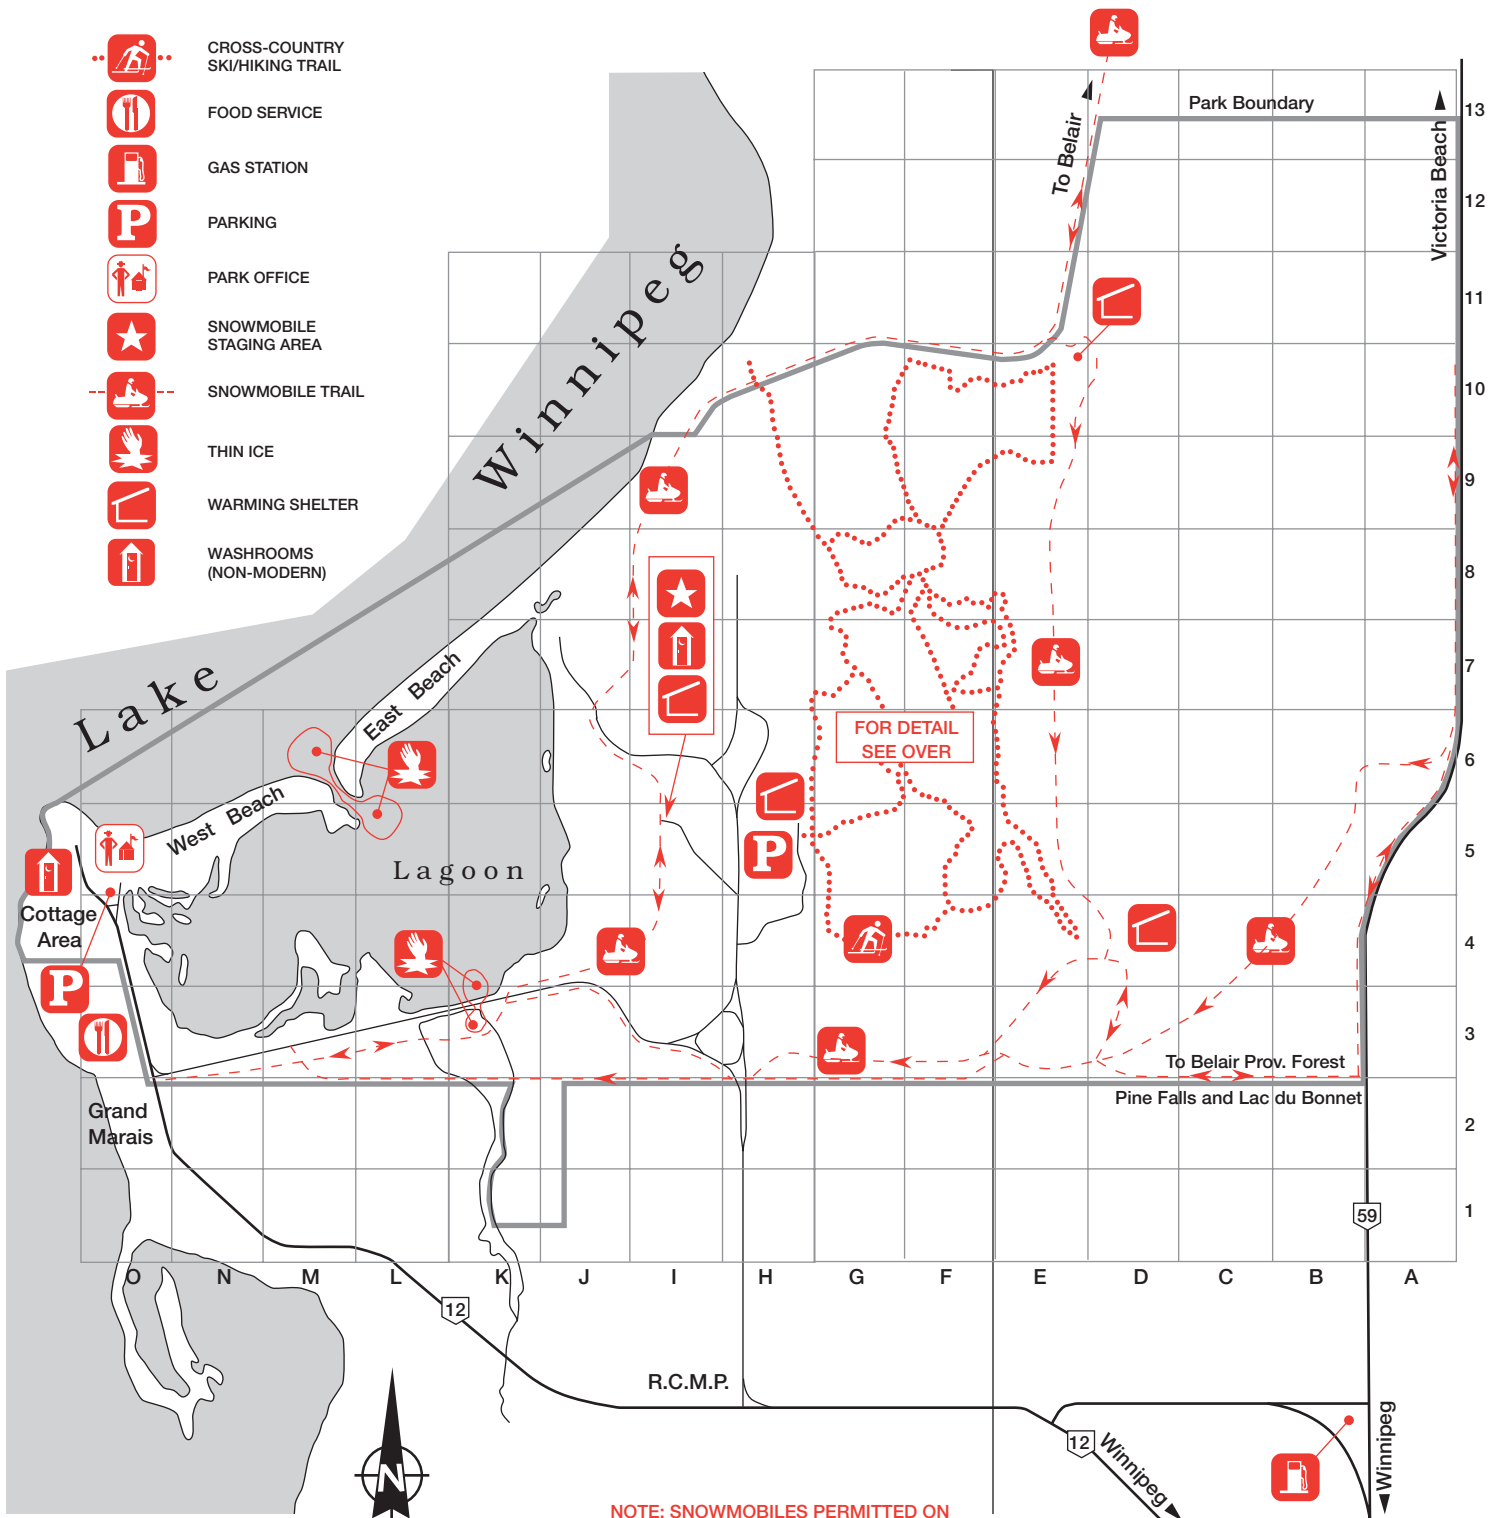 CROSS-COUNTRY
SKI/HIKING TRAIL
FOOD SERVICE
GAS STATION
P
PARKING
PARK OFFICE
SNOWMOBILE
STAGING AREA
SNOWMOBILE TRAIL
THIN ICE
WARMING SHELTER
WASHROOMS
(NON-MODERN)
Park Boundary
To Belair
Victoria Beach
13
12
11
10
9
8
7
6
5
4
3
2
1
Lake Winnipeg
East Beach
West Beach
Lagoon
FOR DETAIL
SEE OVER
P
Cottage
Area
P
To Belair Prov. Forest
Pine Falls and Lac du Bonnet
Grand
Marais
59
O N M L K J I H G F E D C B A
12
R.C.M.P.
12
Winnipeg
Winnipeg
N
NOTE: SNOWMOBILES PERMITTED ON